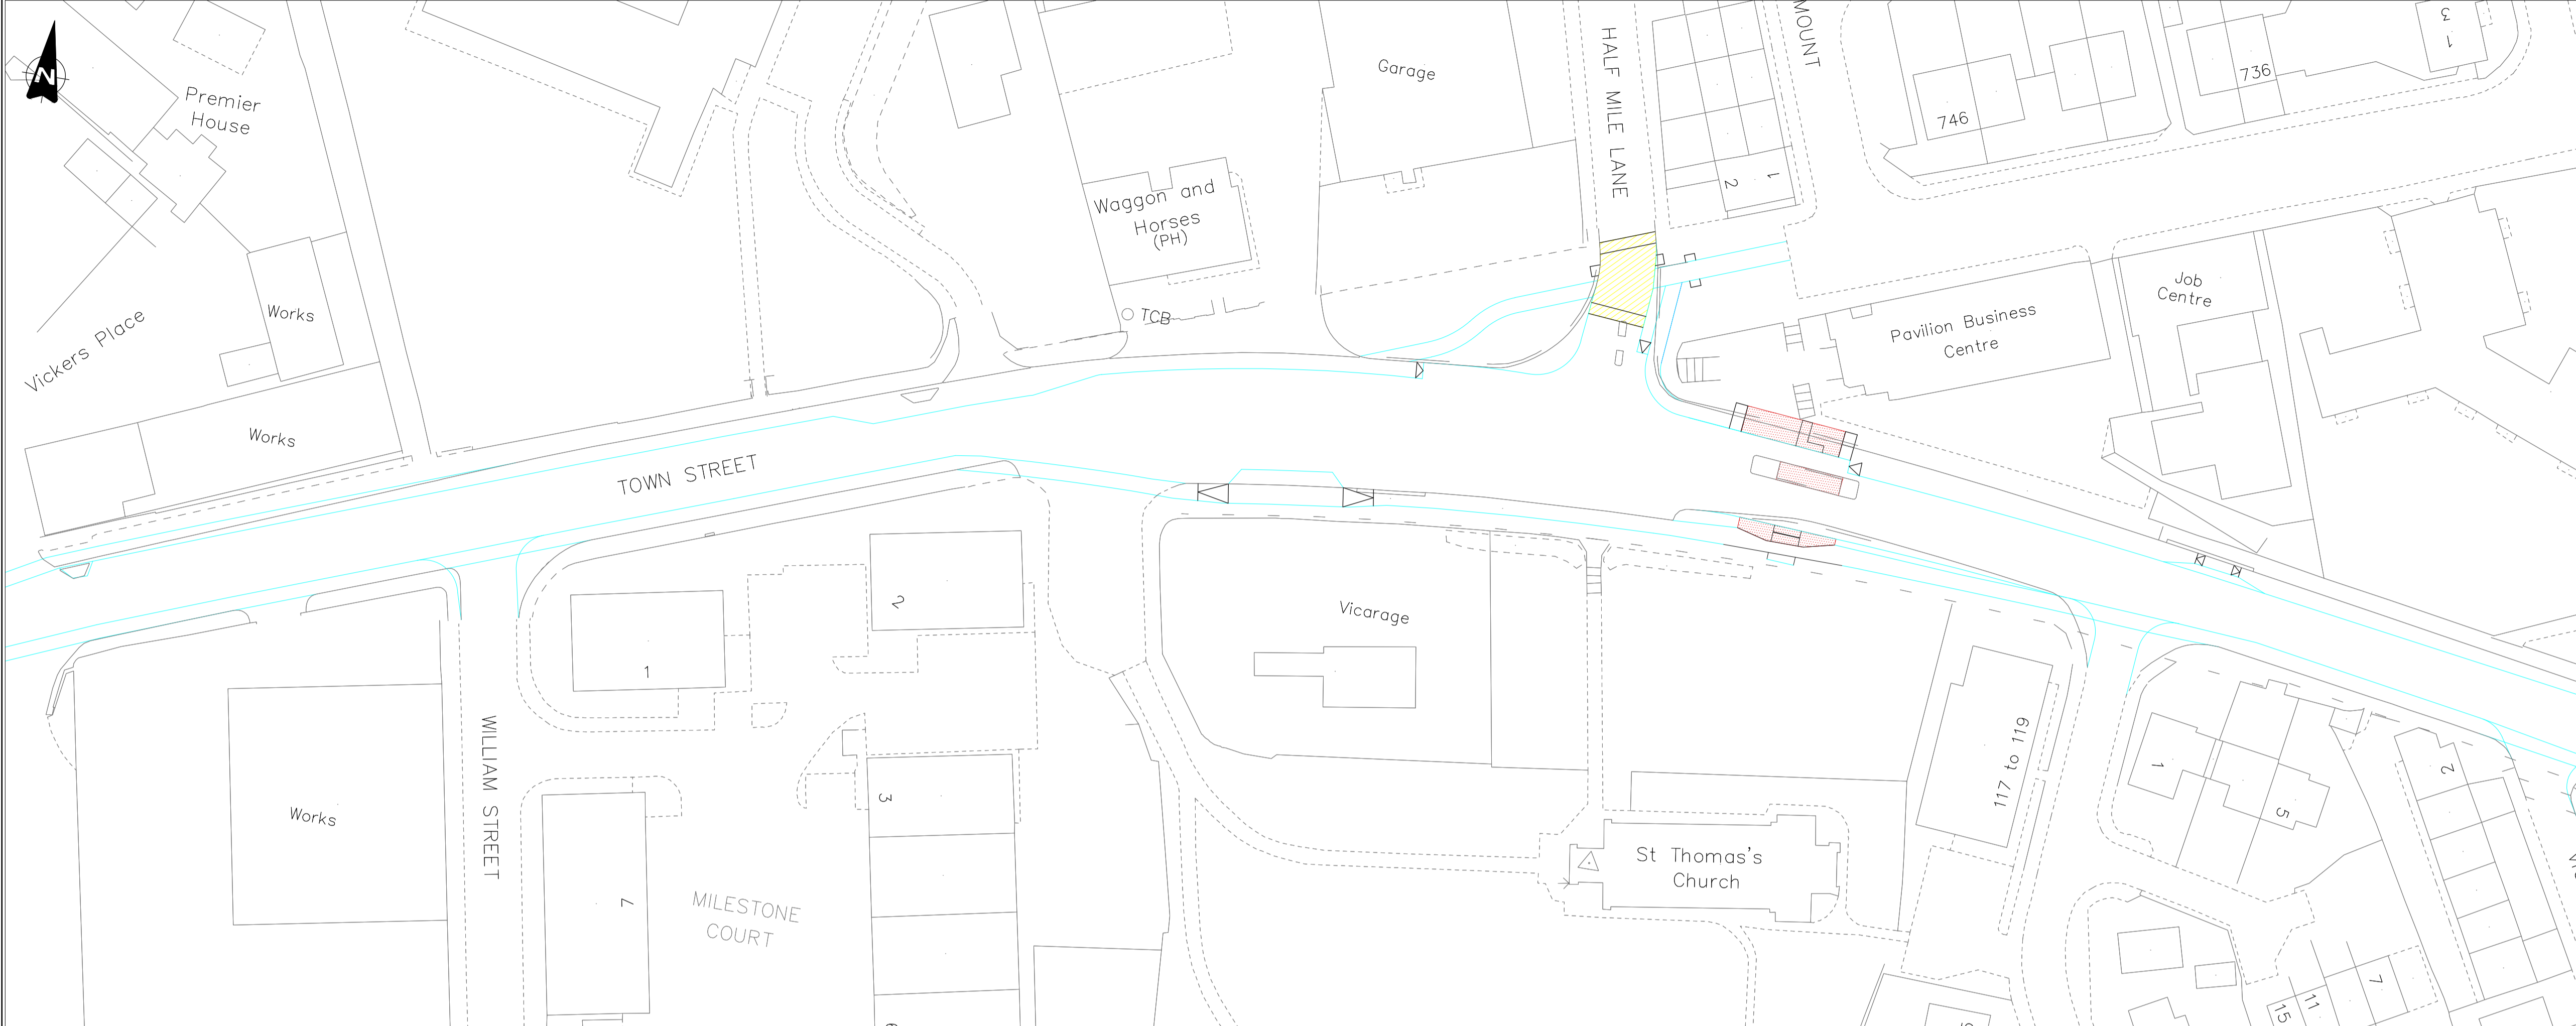 N
Premier
House
Vickers Place
Works
Works
Works
TOWN STREET
WILLIAM STREET
MILESTONE
COURT
1
2
3
7
Waggon and
Horses
(PH)
TCB
Garage
HALF MILE LANE
MOUNT
2
1
746
736
3
1
Pavilion Business
Centre
Job
Centre
Vicarage
St Thomas's
Church
117 to 119
1
5
2
7
11
15